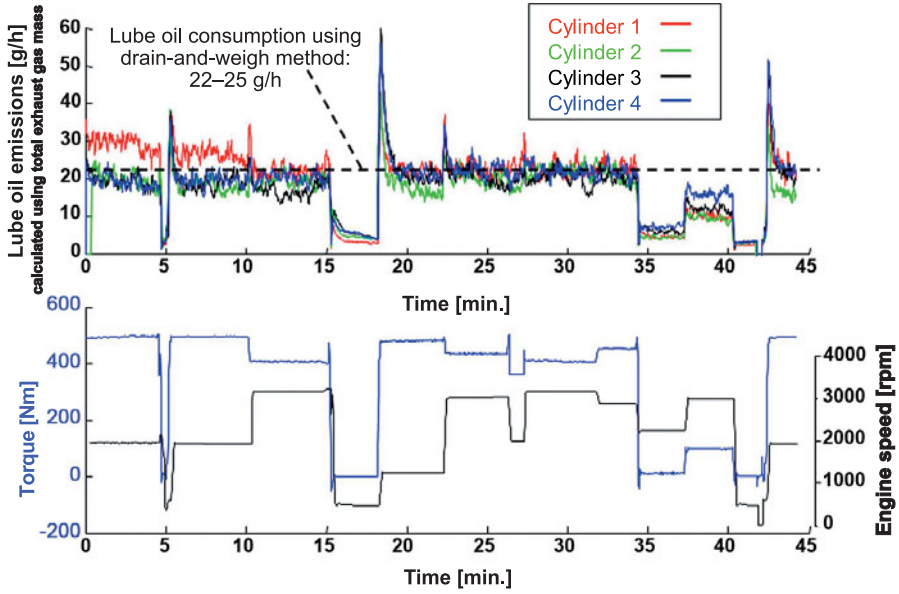 Lube oil emissions [g/h]
calculated using total exhaust gas mass
60
50
40
30
20
10
0
Lube oil consumption using
drain-and-weigh method:
22–25 g/h
Cylinder 1
Cylinder 2
Cylinder 3
Cylinder 4
0 5 10 15 20 25 30 35 40 45
Time [min.]
Torque [Nm]
600
400
200
0
-200
4000
3000
2000
1000
0
Engine speed [rpm]
0 5 10 15 20 25 30 35 40 45
Time [min.]